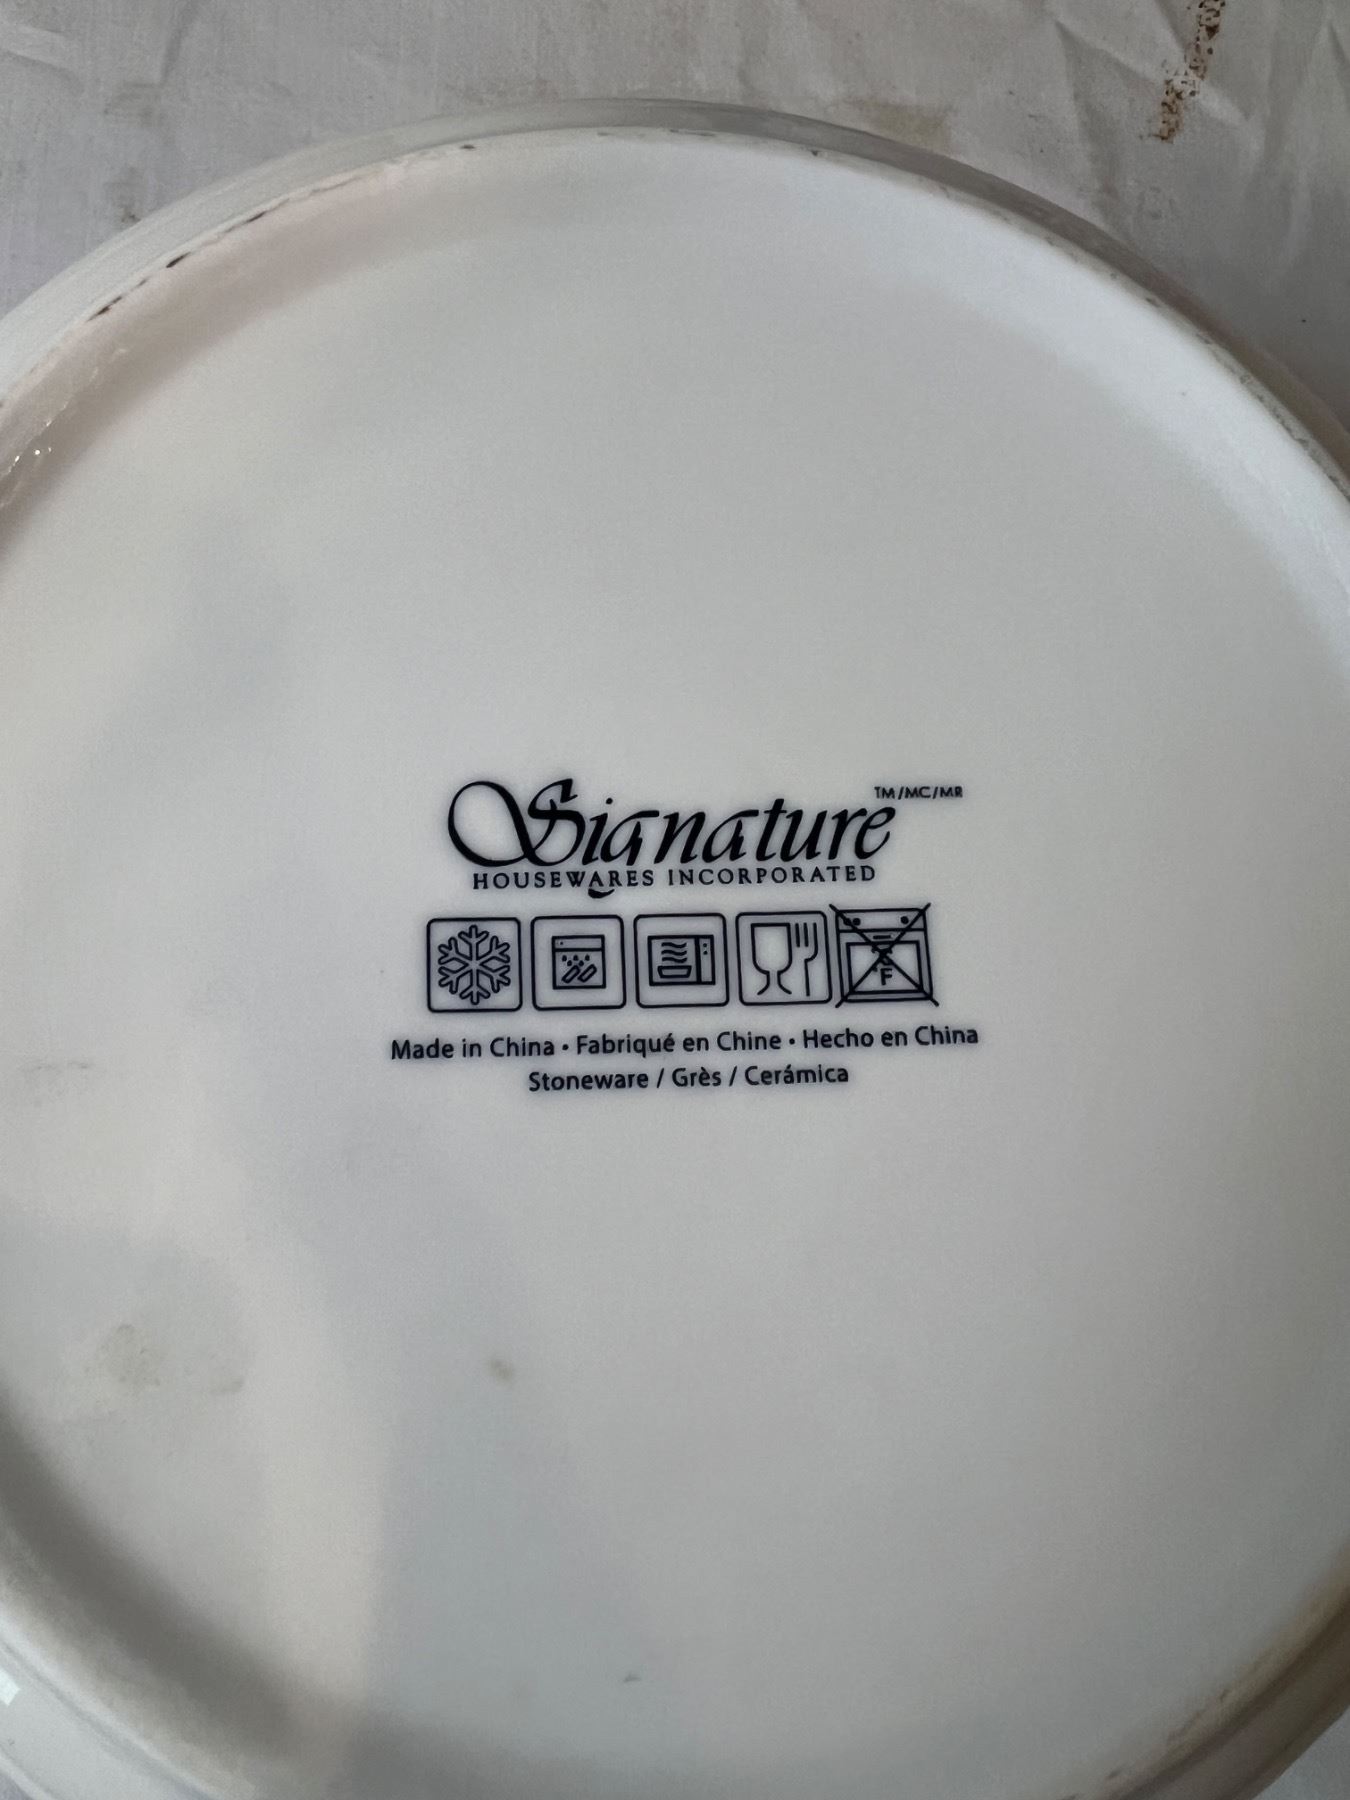 Signature TM/MC/MR
HOUSEWARES INCORPORATED
°F
Made in China • Fabriqué en Chine • Hecho en China
Stoneware / Grès / Cerámica